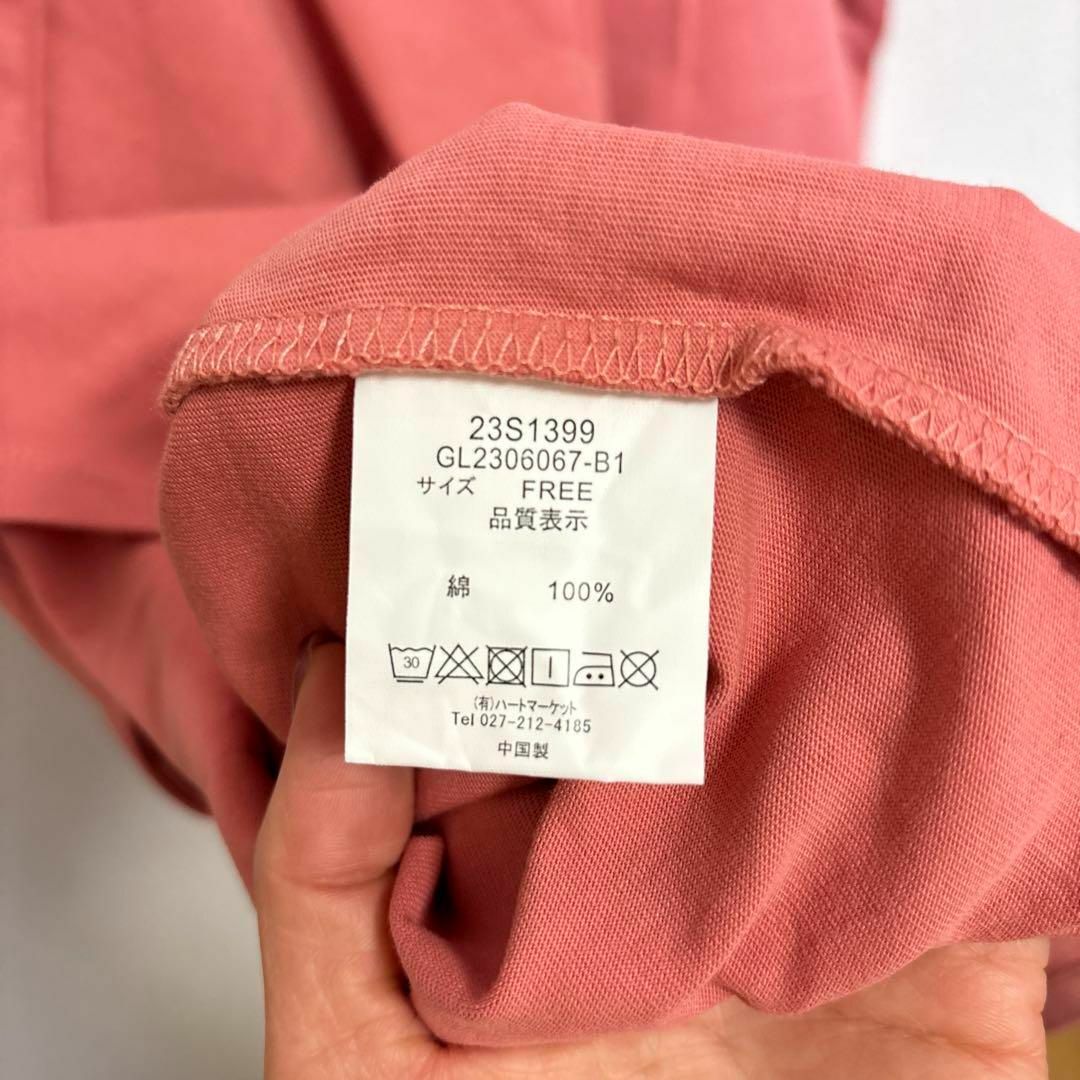 23S1399
GL2306067-B1
サイズ FREE
品質表示
綿 100%
30
(有)ハートマーケット
Tel 027-212-4185
中国製